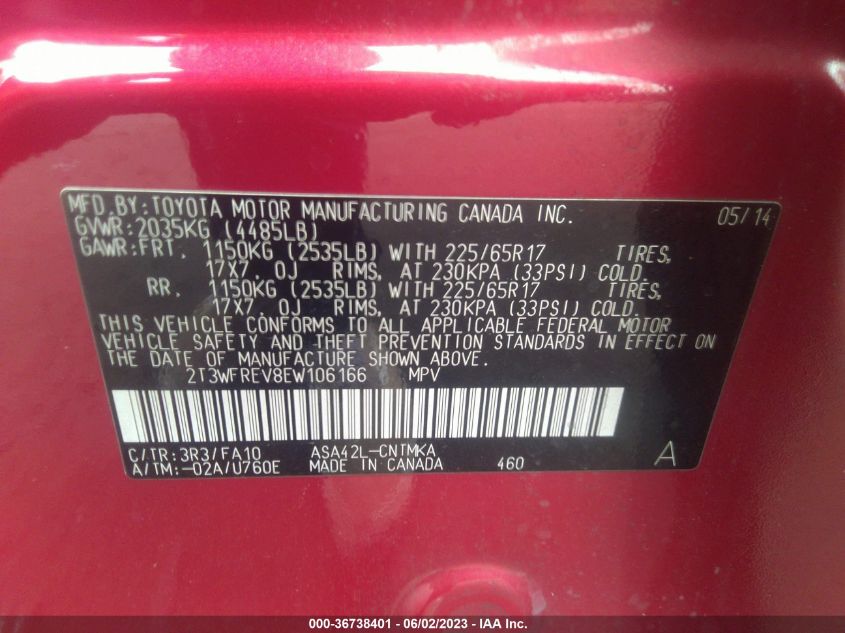 MFD. BY: TOYOTA MOTOR MANUFACTURING CANADA INC. 05/14
GVWR: 2035KG (4485LB)
GAWR: FRT. 1150KG (2535LB) WITH 225/65R17 TIRES,
17X7.0J RIMS, AT 230KPA (33PSI) COLD.
RR. 1150KG (2535LB) WITH 225/65R17 TIRES,
17X7.0J RIMS, AT 230KPA (33PSI) COLD.
THIS VEHICLE CONFORMS TO ALL APPLICABLE FEDERAL MOTOR
VEHICLE SAFETY AND THEFT PREVENTION STANDARDS IN EFFECT ON
THE DATE OF MANUFACTURE SHOWN ABOVE.
2T3WFREV8EW106166 MPV
C/TR: 3R3/FA10 ASA42L-CNTMKA
A/TM: -02A/U760E MADE IN CANADA 460 A
000-36738401 - 06/02/2023 - IAA Inc.